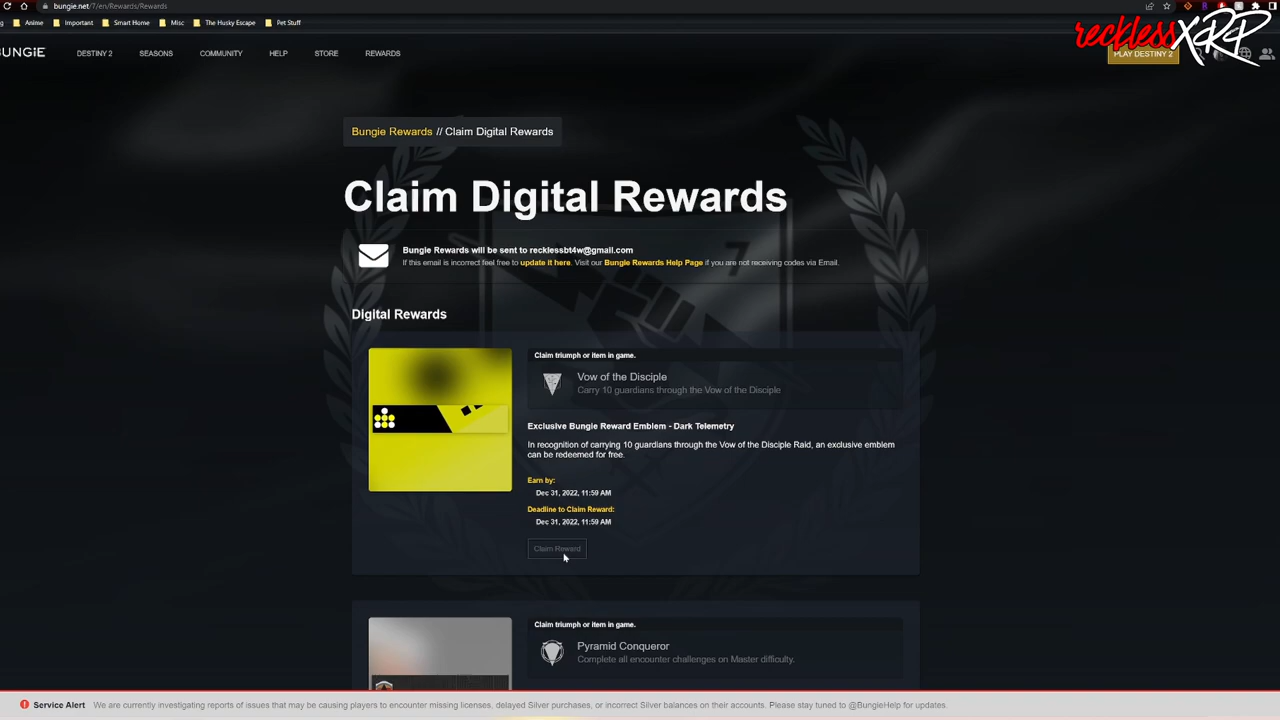 bungie.net/7/en/Rewards/Rewards
Anime Important Smart Home Misc The Husky Escape Pet Stuff
recklessXRP
BUNGiE DESTINY 2 SEASONS COMMUNITY HELP STORE REWARDS PLAY DESTINY 2
Bungie Rewards // Claim Digital Rewards
Claim Digital Rewards
Bungie Rewards will be sent to recklessbt4w@gmail.com
If this email is incorrect feel free to update it here. Visit our Bungie Rewards Help Page if you are not receiving codes via Email.
Digital Rewards
Claim triumph or item in game.
Vow of the Disciple
Carry 10 guardians through the Vow of the Disciple
Exclusive Bungie Reward Emblem - Dark Telemetry
In recognition of carrying 10 guardians through the Vow of the Disciple Raid, an exclusive emblem
can be redeemed for free.
Earn by:
Dec 31, 2022, 11:59 AM
Deadline to Claim Reward:
Dec 31, 2022, 11:59 AM
Claim Reward
Claim triumph or item in game.
Pyramid Conqueror
Complete all encounter challenges on Master difficulty.
Service Alert We are currently investigating reports of issues that may be causing players to encounter missing licenses, delayed Silver purchases, or incorrect Silver balances on their accounts. Please stay tuned to @BungieHelp for updates.